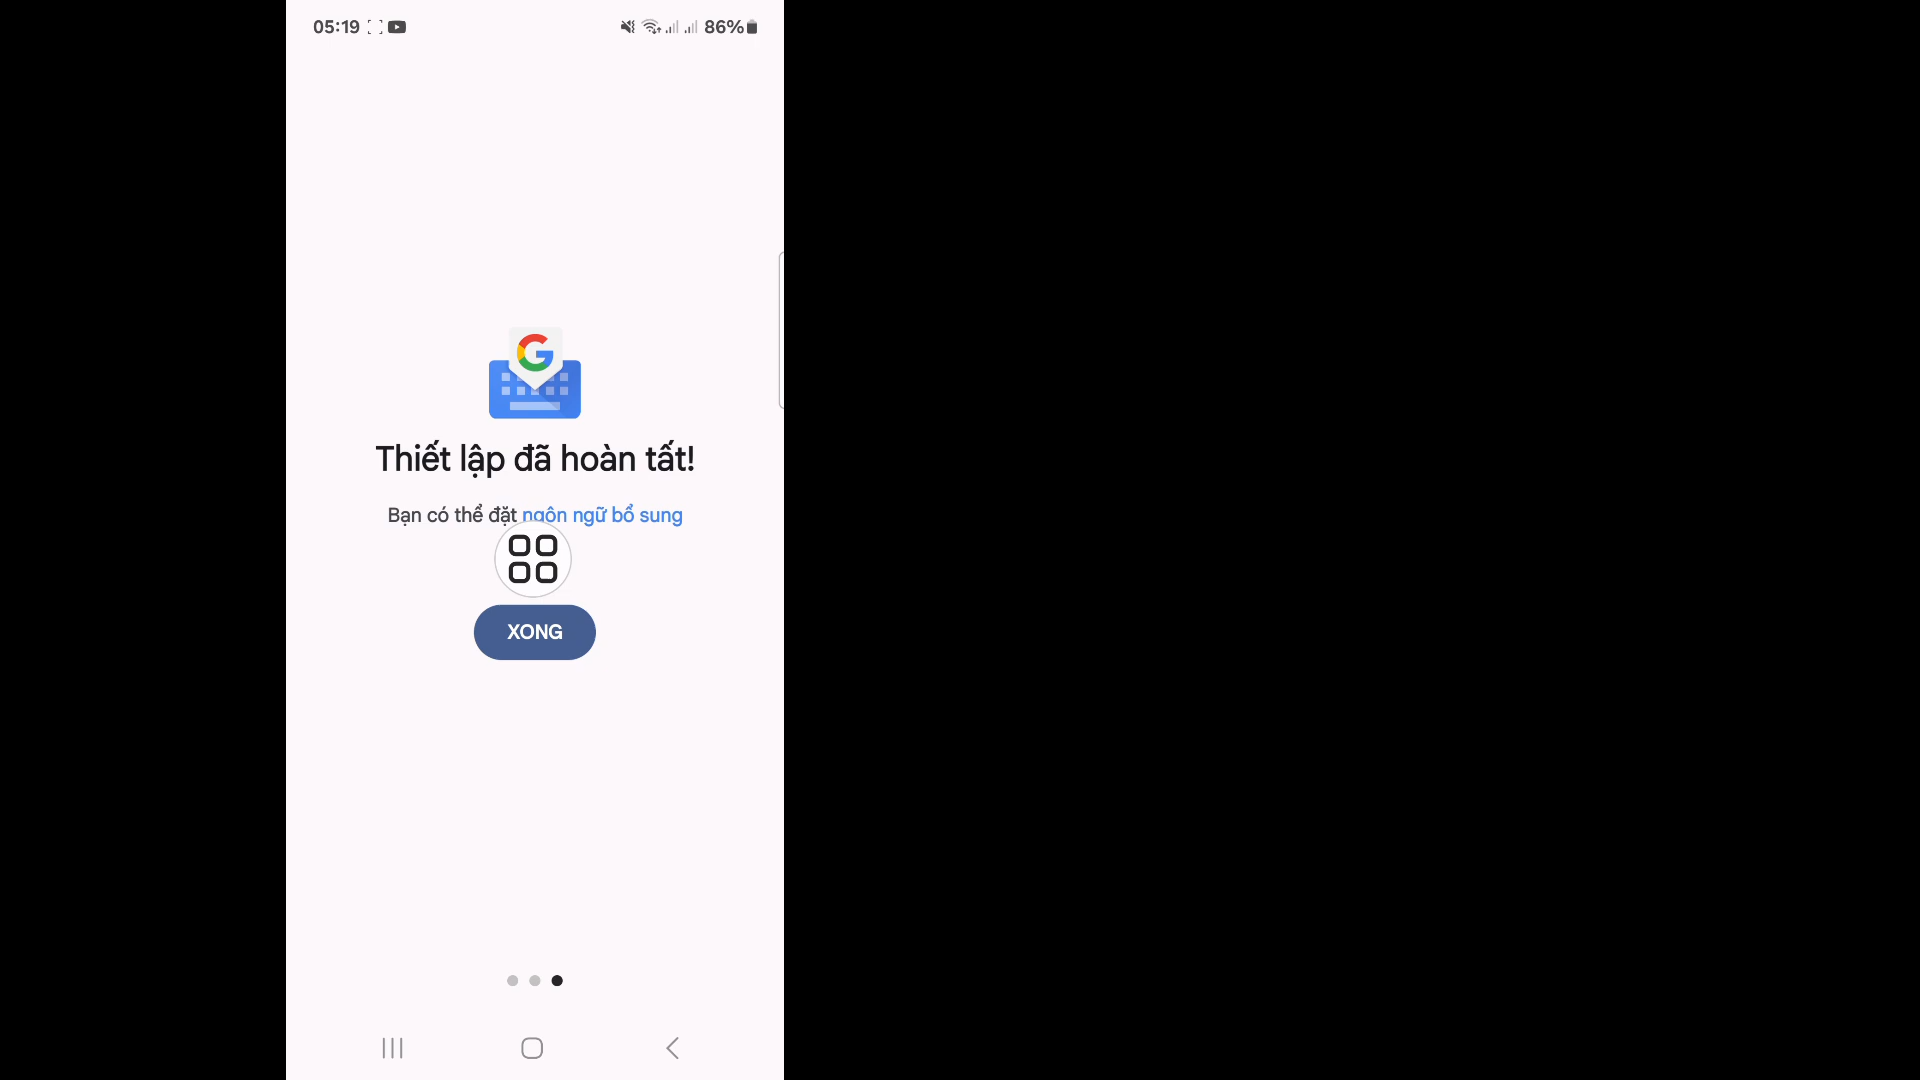 05:19 86%
Thiết lập đã hoàn tất!
Bạn có thể đặt ngôn ngữ bổ sung
XONG